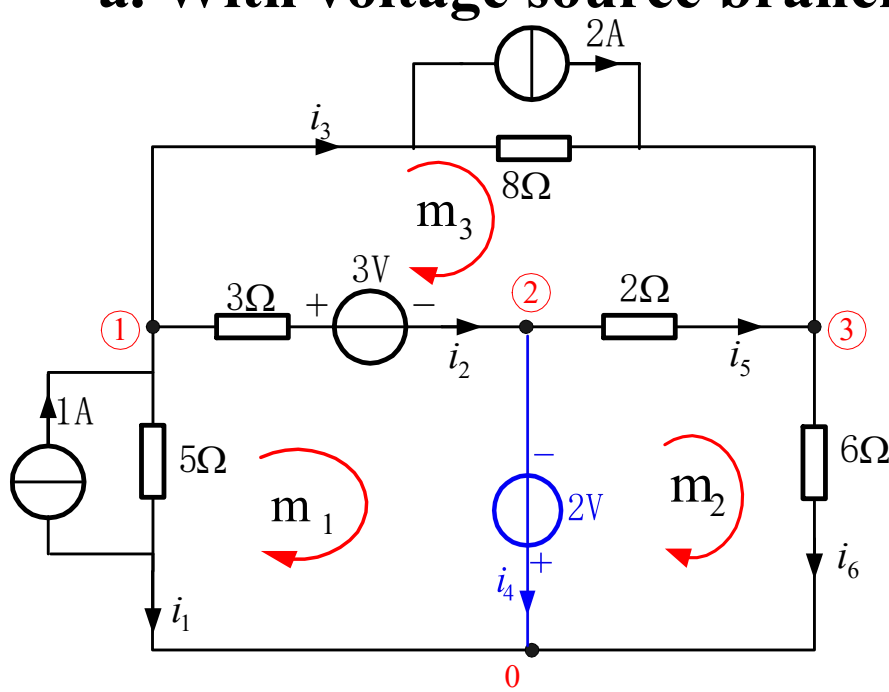 a. With voltage source branch
2A
i3
8Ω
m3
3V
3Ω
+
−
2
2Ω
1
3
i2
i5
1A
5Ω
6Ω
−
m1
m2
2V
+
i4
i6
i1
0